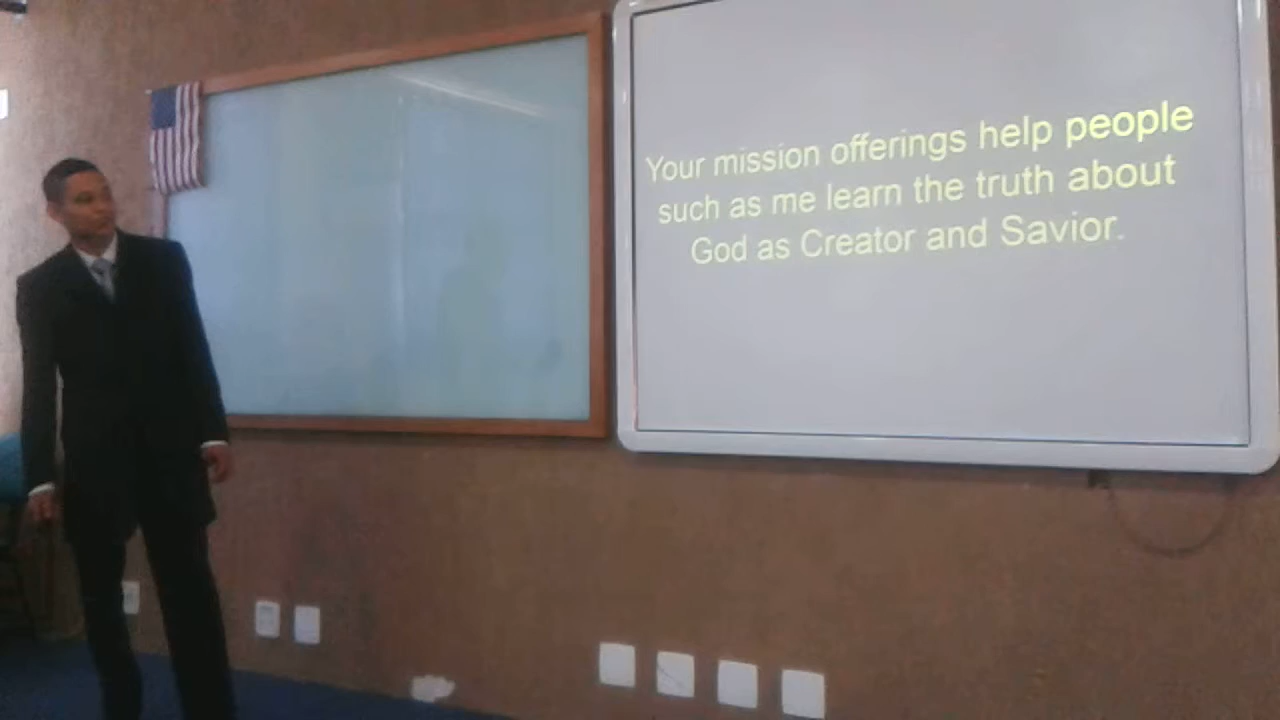 Your mission offerings help people
such as me learn the truth about
God as Creator and Savior.